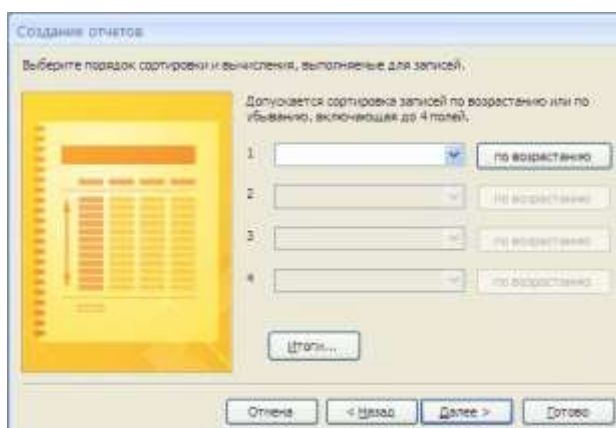 Создание отчетов
Выберите порядок сортировки и вычисления, выполняемые для записей.
Допускается сортировка записей по возрастанию или по
убыванию, включающая до 4 полей.
1 по возрастанию
2 по возрастанию
3 по возрастанию
4 по возрастанию
Итоги...
Отмена < Назад Далее > Готово